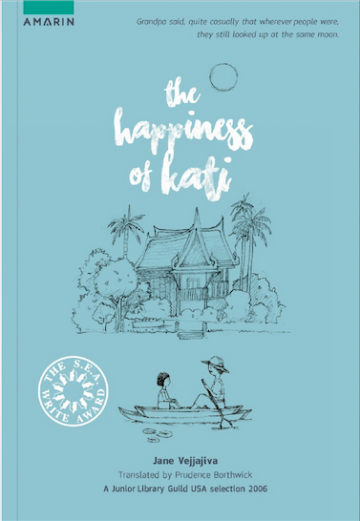 AMARIN
Grandpa said, quite casually that wherever people were,
they still looked up at the same moon.
the
happiness
of kati
THE S.E.A.
WRITE AWARD
Jane Vejjajiva
Translated by Prudence Borthwick
A Junior Library Guild USA selection 2006